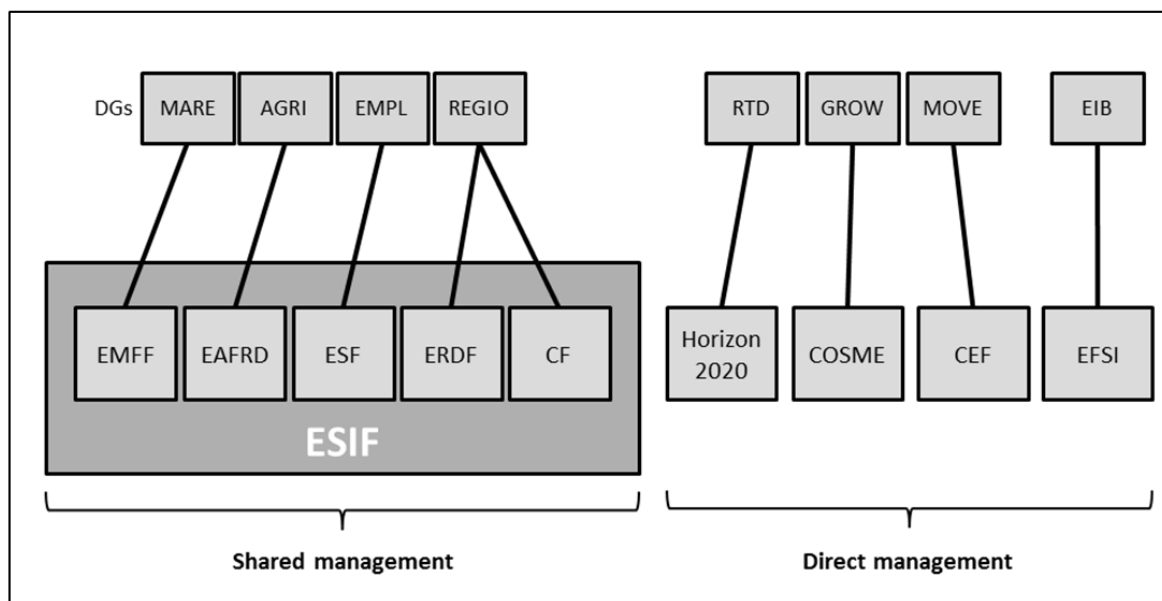 DGs MARE AGRI EMPL REGIO RTD GROW MOVE EIB
EMFF EAFRD ESF ERDF CF Horizon
2020 COSME CEF EFSI
ESIF
Shared management Direct management